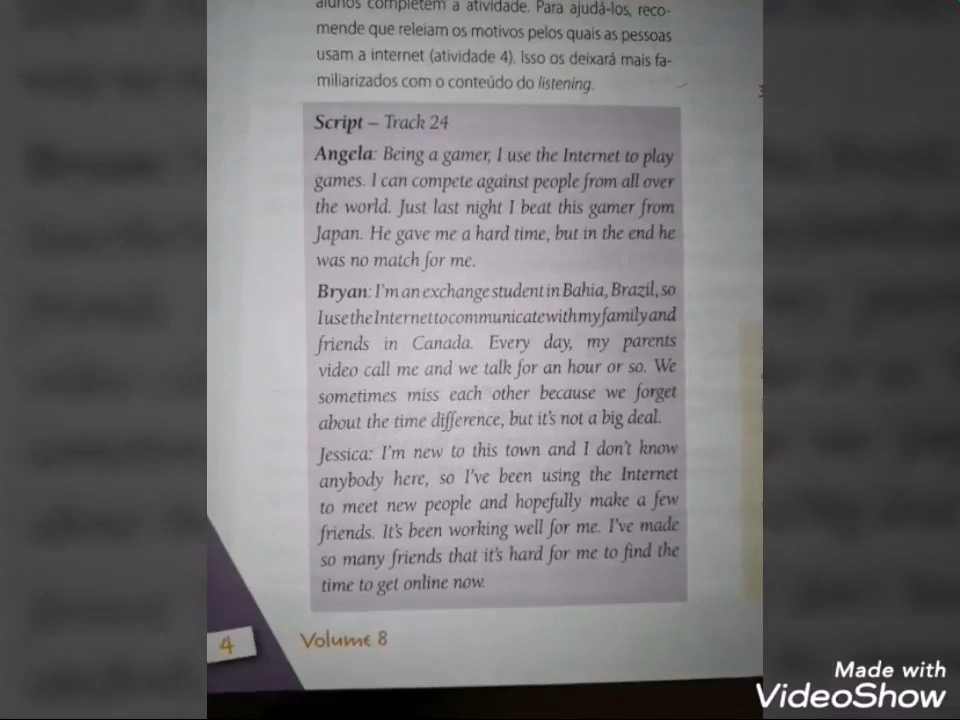 alunos completem a atividade. Para ajudá-los, reco-
mende que releiam os motivos pelos quais as pessoas
usam a internet (atividade 4). Isso os deixará mais fa-
miliarizados com o conteúdo do listening.
Script – Track 24
Angela: Being a gamer, I use the Internet to play
games. I can compete against people from all over
the world. Just last night I beat this gamer from
Japan. He gave me a hard time, but in the end he
was no match for me.
Bryan: I'm an exchange student in Bahia, Brazil, so
I use the Internet to communicate with my family and
friends in Canada. Every day, my parents
video call me and we talk for an hour or so. We
sometimes miss each other because we forget
about the time difference, but it's not a big deal.
Jessica: I'm new to this town and I don't know
anybody here, so I've been using the Internet
to meet new people and hopefully make a few
friends. It's been working well for me. I've made
so many friends that it's hard for me to find the
time to get online now.
4
Volume 8
Made with
VideoShow